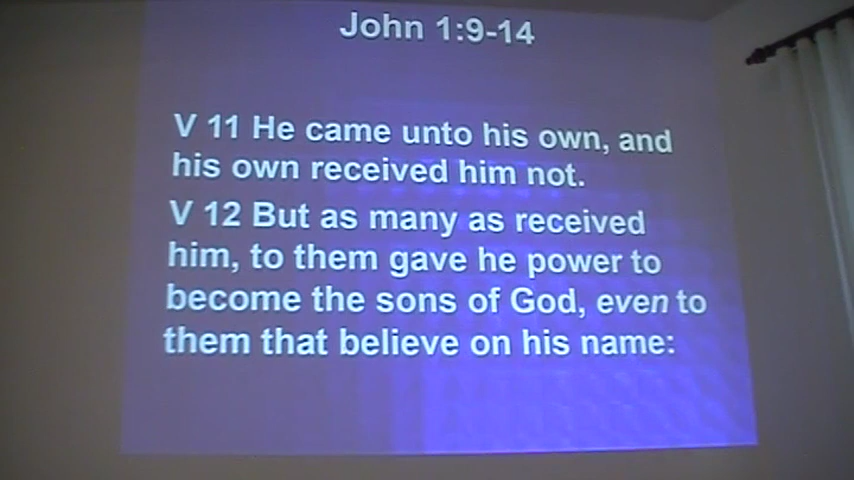 John 1:9-14
V 11 He came unto his own, and
his own received him not.
V 12 But as many as received
him, to them gave he power to
become the sons of God, even to
them that believe on his name: